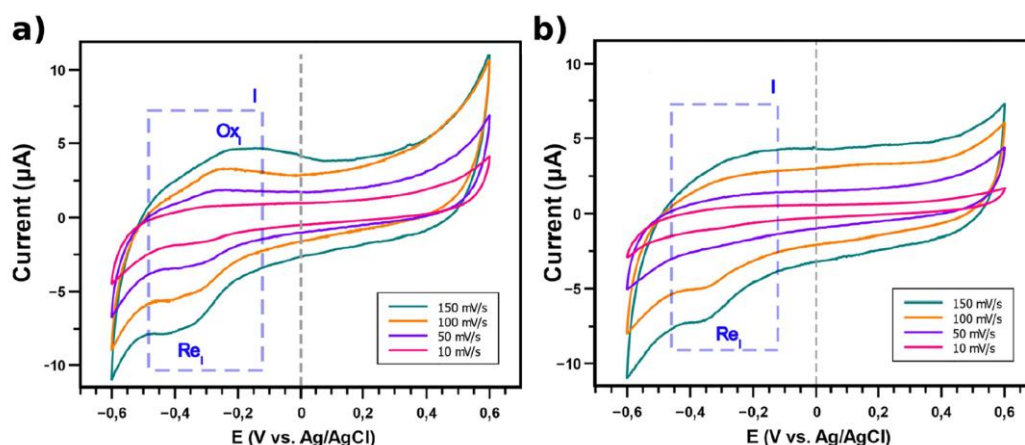 a)
10
5
0
−5
−10
Current (µA)
I
Oxᵢ
Reᵢ
150 mV/s
100 mV/s
50 mV/s
10 mV/s
−0,6
−0,4
−0,2
0
0,2
0,4
0,6
E (V vs. Ag/AgCl)
b)
10
5
0
−5
−10
Current (µA)
I
Reᵢ
150 mV/s
100 mV/s
50 mV/s
10 mV/s
−0,6
−0,4
−0,2
0
0,2
0,4
0,6
E (V vs. Ag/AgCl)